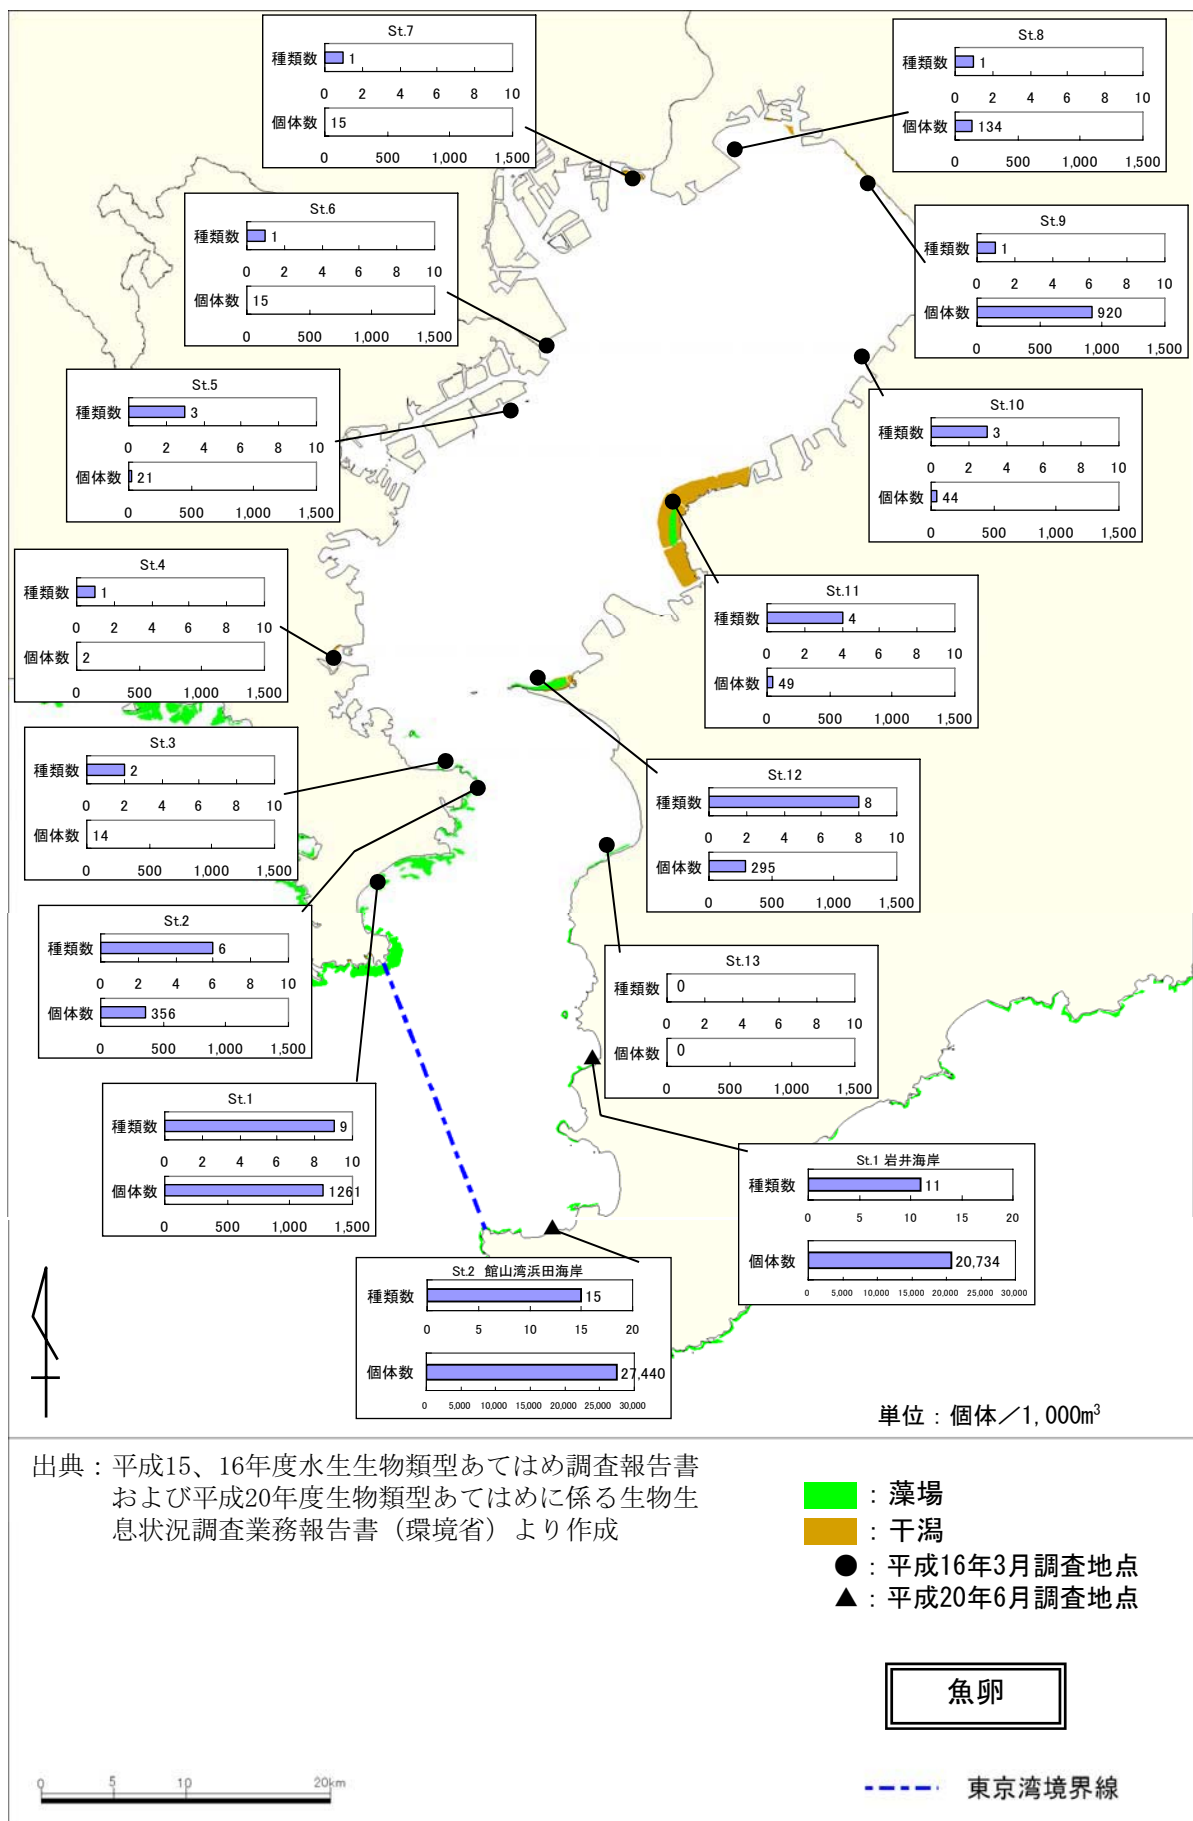 St.7
種類数 1
0 2 4 6 8 10
個体数 15
0 500 1,000 1,500
St.8
種類数 1
0 2 4 6 8 10
個体数 134
0 500 1,000 1,500
St.6
種類数 1
0 2 4 6 8 10
個体数 15
0 500 1,000 1,500
St.9
種類数 1
0 2 4 6 8 10
個体数 920
0 500 1,000 1,500
St.5
種類数 3
0 2 4 6 8 10
個体数 21
0 500 1,000 1,500
St.10
種類数 3
0 2 4 6 8 10
個体数 44
0 500 1,000 1,500
St.4
種類数 1
0 2 4 6 8 10
個体数 2
0 500 1,000 1,500
St.11
種類数 4
0 2 4 6 8 10
個体数 49
0 500 1,000 1,500
St.3
種類数 2
0 2 4 6 8 10
個体数 14
0 500 1,000 1,500
St.12
種類数 8
0 2 4 6 8 10
個体数 295
0 500 1,000 1,500
St.2
種類数 6
0 2 4 6 8 10
個体数 356
0 500 1,000 1,500
St.13
種類数 0
0 2 4 6 8 10
個体数 0
0 500 1,000 1,500
St.1
種類数 9
0 2 4 6 8 10
個体数 1261
0 500 1,000 1,500
St.1 岩井海岸
種類数 11
0 5 10 15 20
個体数 20,734
0 5,000 10,000 15,000 20,000 25,000 30,000
St.2 館山湾浜田海岸
種類数 15
0 5 10 15 20
個体数 27,440
0 5,000 10,000 15,000 20,000 25,000 30,000
単位：個体／1,000m³
出典：平成15、16年度水生生物類型あてはめ調査報告書
および平成20年度生物類型あてはめに係る生物生
息状況調査業務報告書（環境省）より作成
：藻場
：干潟
：平成16年3月調査地点
：平成20年6月調査地点
魚卵
0 5 10 20km
東京湾境界線